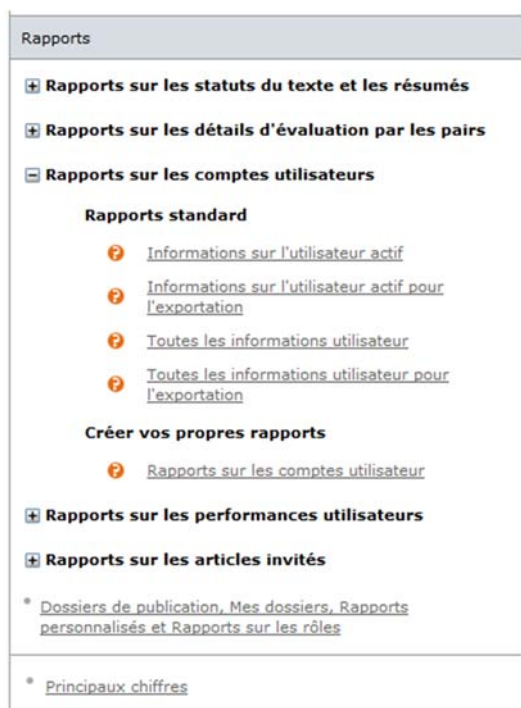 Rapports
Rapports sur les statuts du texte et les résumés
Rapports sur les détails d'évaluation par les pairs
Rapports sur les comptes utilisateurs
Rapports standard
Informations sur l'utilisateur actif
Informations sur l'utilisateur actif pour
l'exportation
Toutes les informations utilisateur
Toutes les informations utilisateur pour
l'exportation
Créer vos propres rapports
Rapports sur les comptes utilisateur
Rapports sur les performances utilisateurs
Rapports sur les articles invités
Dossiers de publication, Mes dossiers, Rapports
personnalisés et Rapports sur les rôles
Principaux chiffres